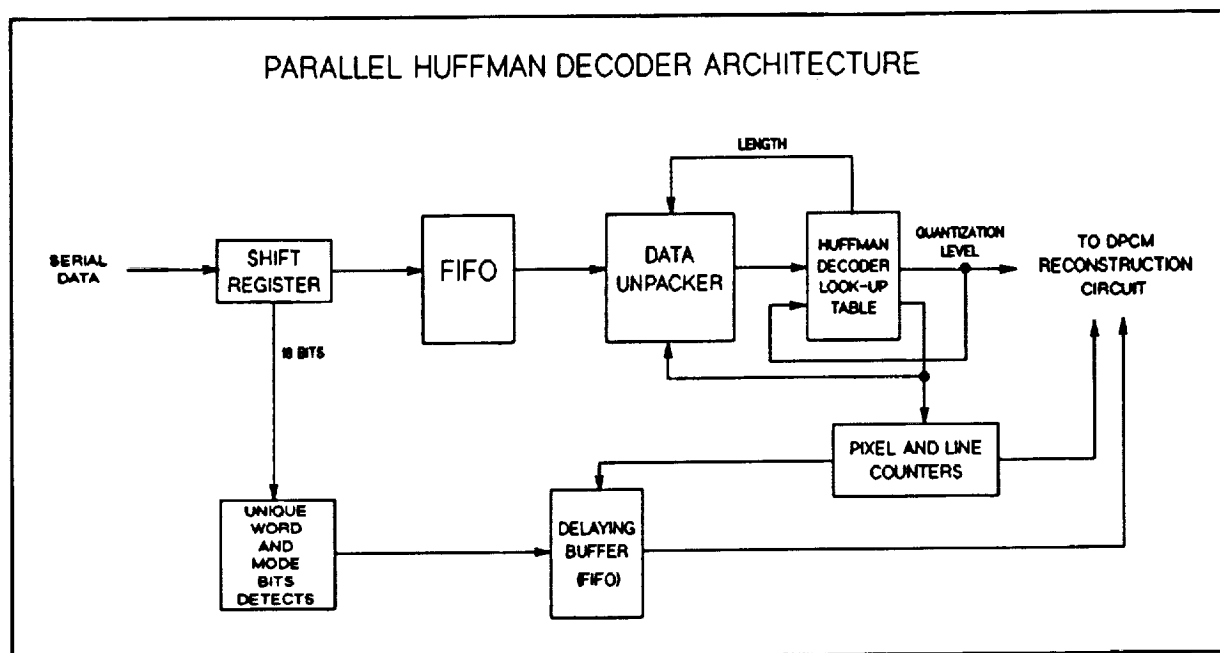 PARALLEL HUFFMAN DECODER ARCHITECTURE
LENGTH
SERIAL
DATA
SHIFT
REGISTER
FIFO
DATA
UNPACKER
HUFFMAN
DECODER
LOOK-UP
TABLE
QUANTIZATION
LEVEL
TO DPCM
RECONSTRUCTION
CIRCUIT
BITS
PIXEL AND LINE
COUNTERS
UNIQUE
WORD
AND
MODE
BITS
DETECTS
DELAYING
BUFFER
(FIFO)